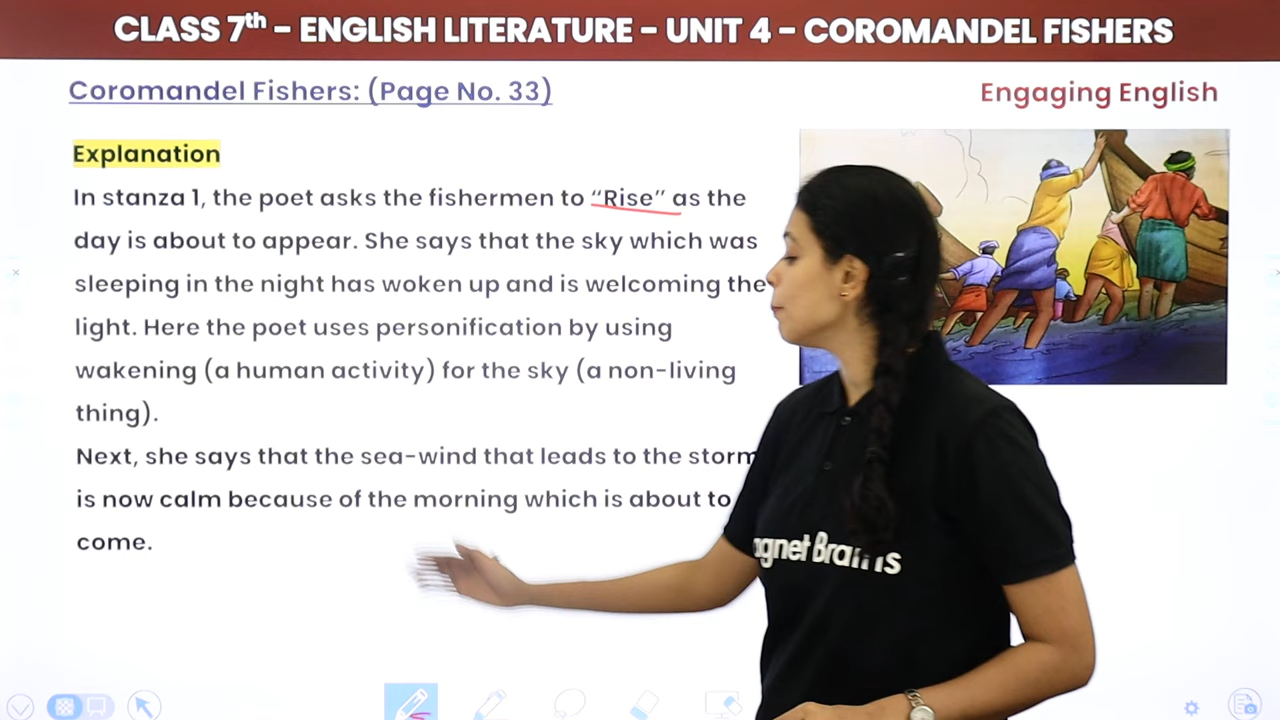 CLASS 7th – ENGLISH LITERATURE – UNIT 4 – COROMANDEL FISHERS
Coromandel Fishers: (Page No. 33)
Engaging English
Explanation
In stanza 1, the poet asks the fishermen to “Rise” as the
day is about to appear. She says that the sky which was
sleeping in the night has woken up and is welcoming the
light. Here the poet uses personification by using
wakening (a human activity) for the sky (a non-living
thing).
Next, she says that the sea-wind that leads to the storm
is now calm because of the morning which is about to
come.
agnet Brains